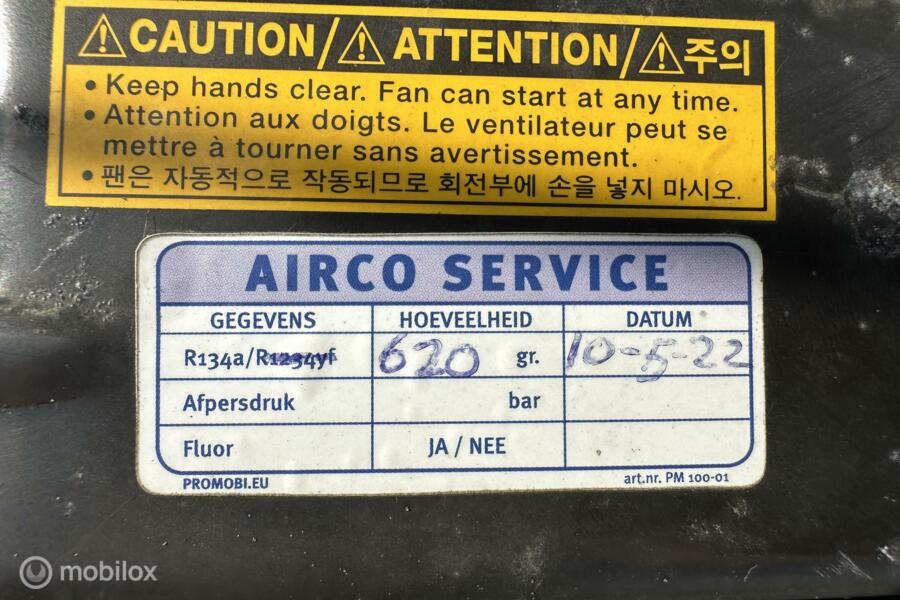 ⚠CAUTION/⚠ATTENTION/⚠주의
• Keep hands clear. Fan can start at any time.
• Attention aux doigts. Le ventilateur peut se
mettre à tourner sans avertissement.
• 팬은 자동적으로 작동되므로 회전부에 손을 넣지 마시오.
AIRCO SERVICE
GEGEVENS HOEVEELHEID DATUM
R134a/R1234yf 620 gr. 10-5-22
Afpersdruk bar
Fluor JA / NEE
PROMOBI.EU art.nr. PM 100-01
mobilox